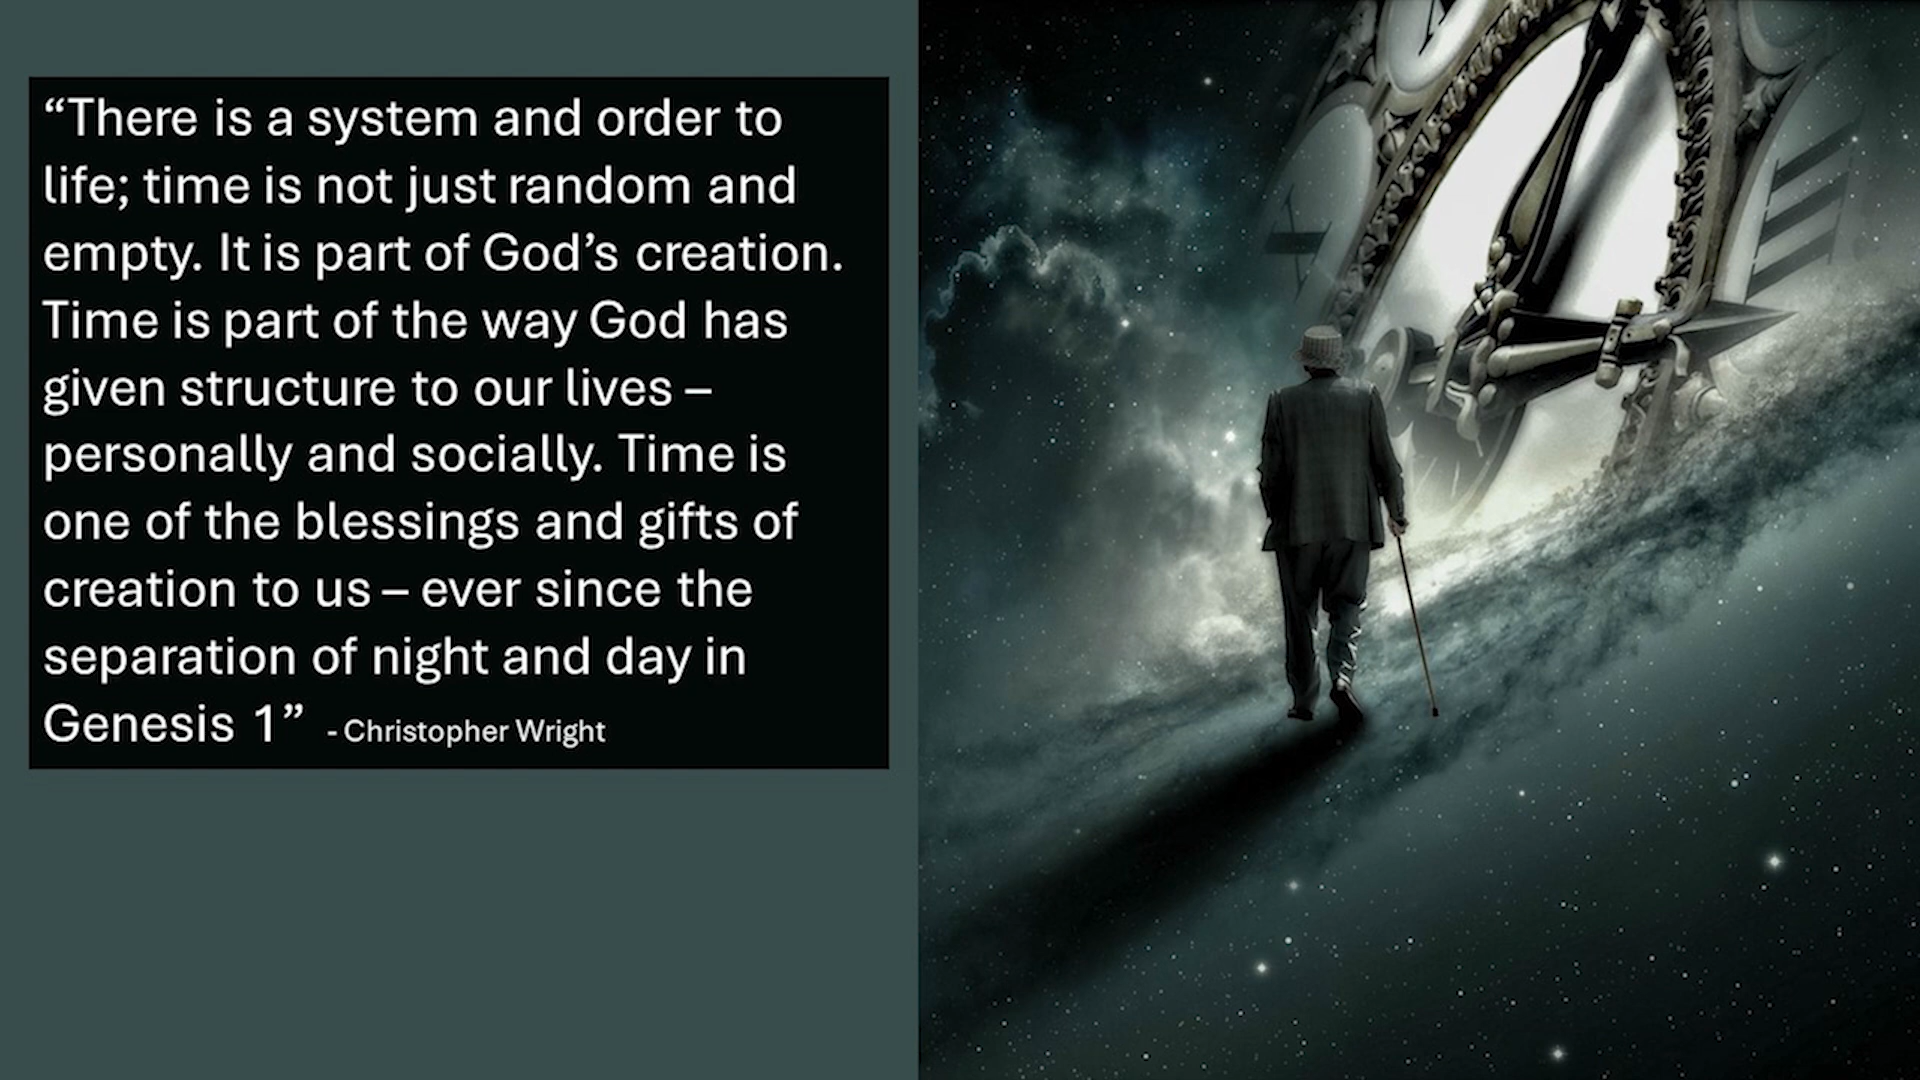 “There is a system and order to
life; time is not just random and
empty. It is part of God’s creation.
Time is part of the way God has
given structure to our lives –
personally and socially. Time is
one of the blessings and gifts of
creation to us – ever since the
separation of night and day in
Genesis 1” - Christopher Wright